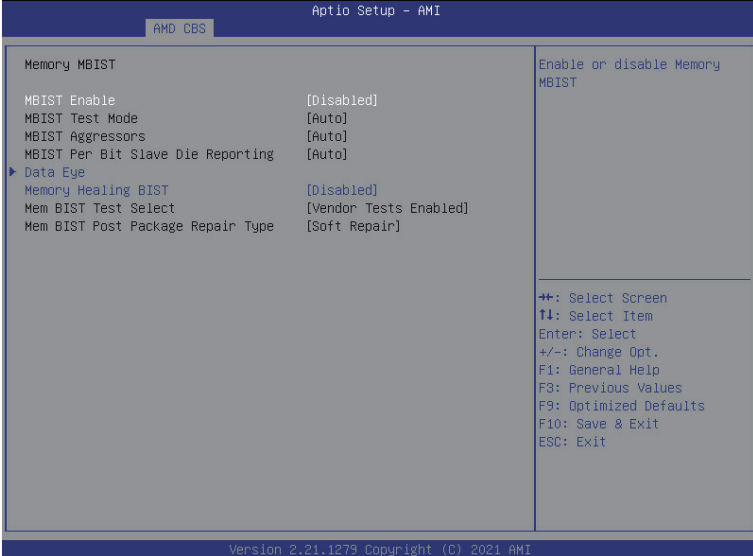 Aptio Setup – AMI
AMD CBS
Memory MBIST
MBIST Enable [Disabled]
MBIST Test Mode [Auto]
MBIST Aggressors [Auto]
MBIST Per Bit Slave Die Reporting [Auto]
Data Eye
Memory Healing BIST [Disabled]
Mem BIST Test Select [Vendor Tests Enabled]
Mem BIST Post Package Repair Type [Soft Repair]
Enable or disable Memory
MBIST
→←: Select Screen
↑↓: Select Item
Enter: Select
+/-: Change Opt.
F1: General Help
F3: Previous Values
F9: Optimized Defaults
F10: Save & Exit
ESC: Exit
Version 2.21.1279 Copyright (C) 2021 AMI